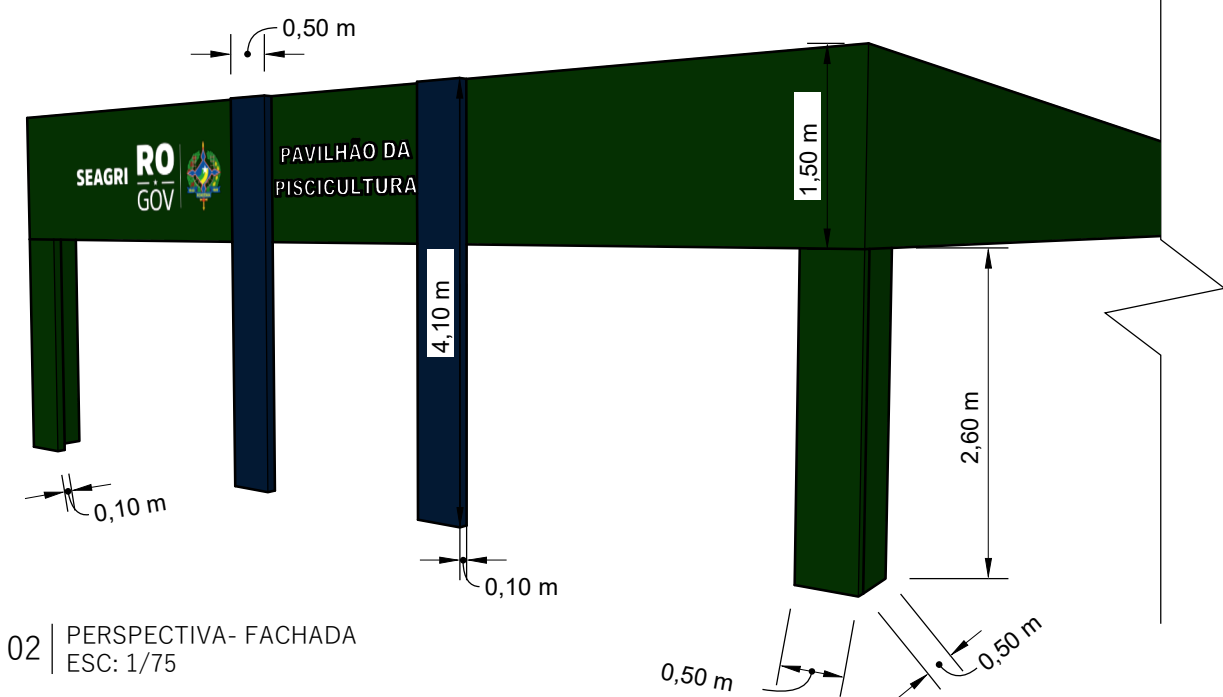 0,50 m
1,50 m
SEAGRI
RO
GOV
PAVILHÃO DA
PISCICULTURA
4,10 m
2,60 m
0,10 m
0,10 m
0,50 m
0,50 m
02
PERSPECTIVA- FACHADA
ESC: 1/75